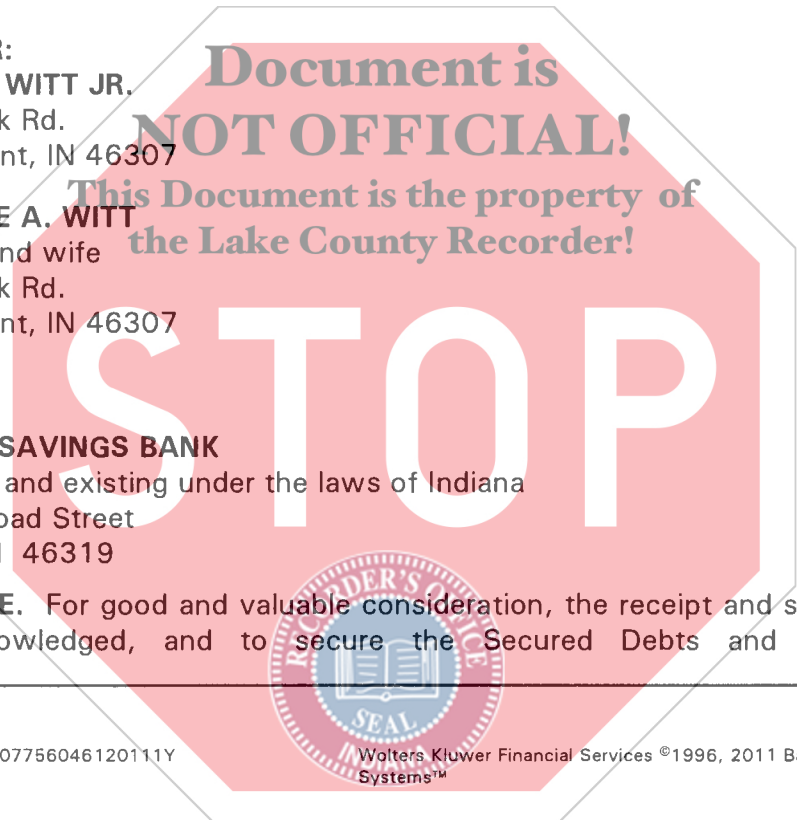 R:
WITT JR.
k Rd.
nt, IN 46307
E A. WITT
nd wife
k Rd.
nt, IN 46307
Document is
NOT OFFICIAL!
This Document is the property of
the Lake County Recorder!
STOP
SAVINGS BANK
and existing under the laws of Indiana
oad Street
46319
E. For good and valuable consideration, the receipt and s
owledged, and to secure the Secured Debts and
RECORDER'S OFFICE
SEAL
INDIANA
07756046120111Y
Wolters Kluwer Financial Services ©1996, 2011 B
Systems™